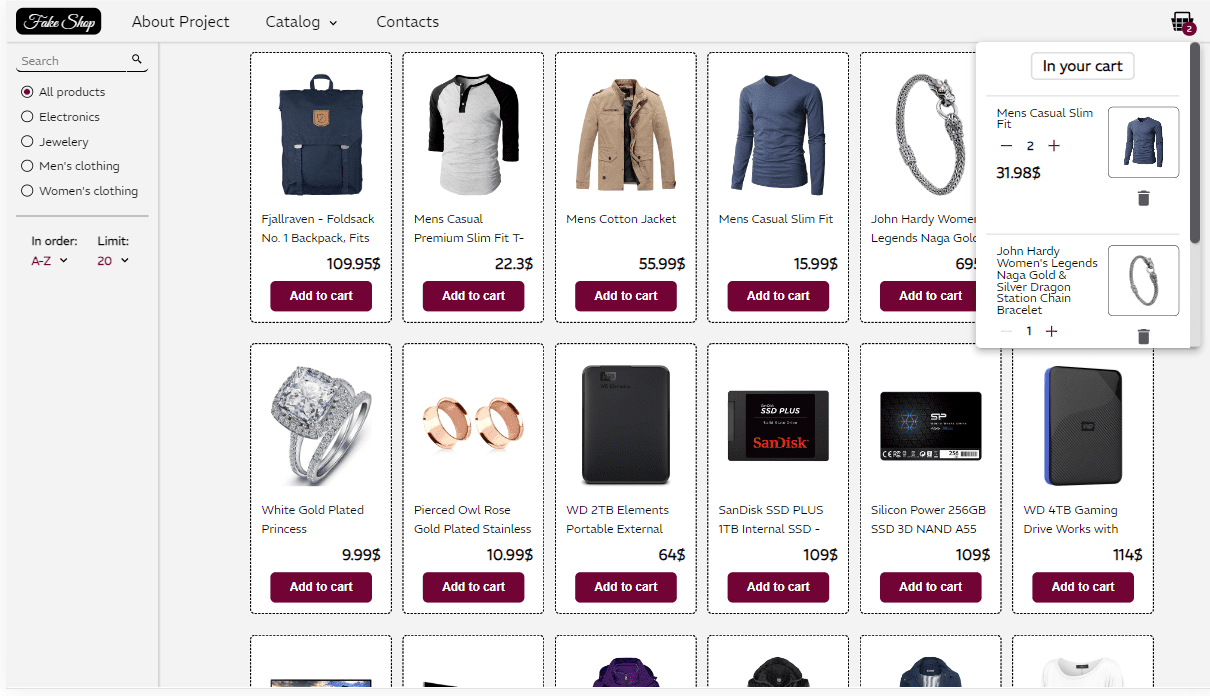 Fake Shop
About Project
Catalog
Contacts
2
Search
All products
Electronics
Jewelery
Men's clothing
Women's clothing
In order:
Limit:
A-Z
20
Fjallraven - Foldsack
No. 1 Backpack, Fits
109.95$
Add to cart
Mens Casual
Premium Slim Fit T-
22.3$
Add to cart
Mens Cotton Jacket
55.99$
Add to cart
Mens Casual Slim Fit
15.99$
Add to cart
John Hardy Women
Legends Naga Gold
695
Add to cart
In your cart
Mens Casual Slim
Fit
2
31.98$
John Hardy
Women's Legends
Naga Gold &
Silver Dragon
Station Chain
Bracelet
1
White Gold Plated
Princess
9.99$
Add to cart
Pierced Owl Rose
Gold Plated Stainless
10.99$
Add to cart
WD 2TB Elements
Portable External
64$
Add to cart
SSD PLUS
SanDisk
SanDisk SSD PLUS
1TB Internal SSD -
109$
Add to cart
SP
Silicon Power 256GB
SSD 3D NAND A55
109$
Add to cart
WD 4TB Gaming
Drive Works with
114$
Add to cart